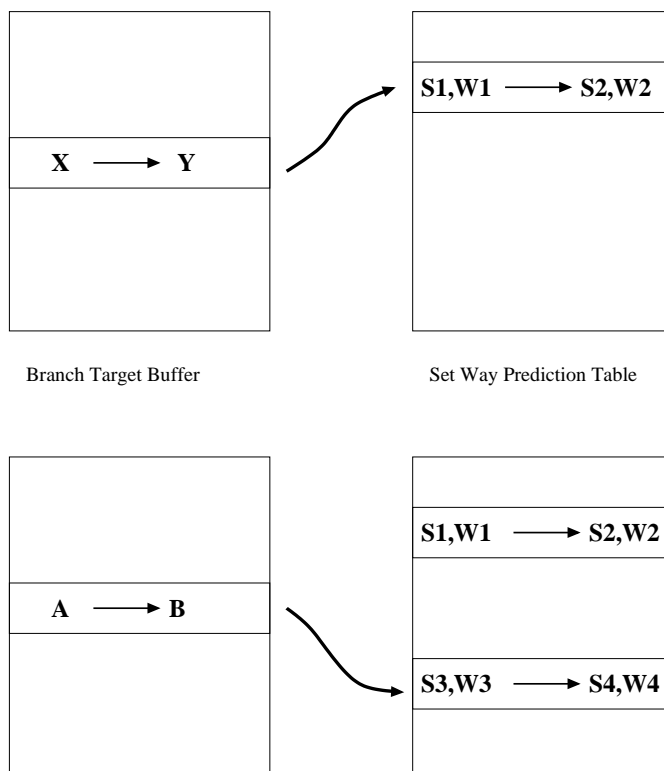 X → Y
S1,W1 → S2,W2
Branch Target Buffer
Set Way Prediction Table
A → B
S1,W1 → S2,W2
S3,W3 → S4,W4